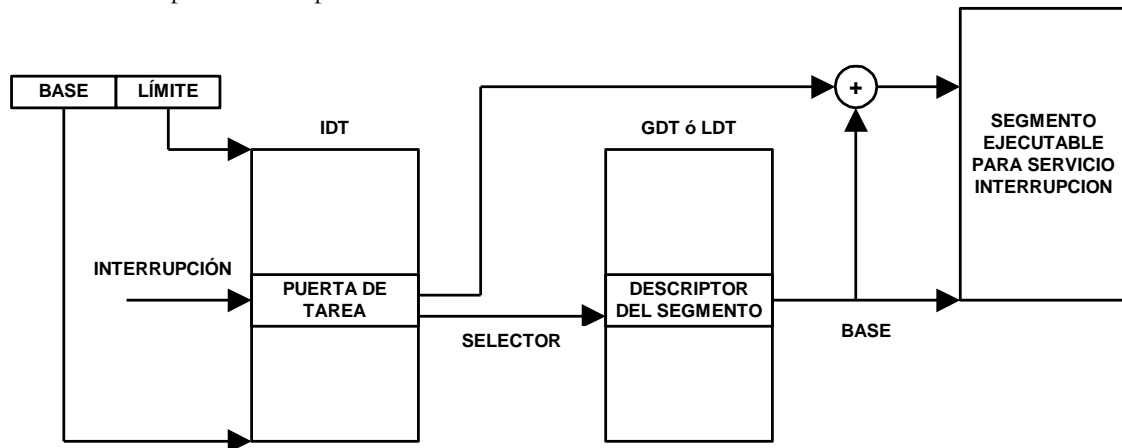 BASE
LÍMITE
IDT
GDT ó LDT
+
SEGMENTO
EJECUTABLE
PARA SERVICIO
INTERRUPCION
INTERRUPCIÓN
PUERTA DE
TAREA
DESCRIPTOR
DEL SEGMENTO
SELECTOR
BASE